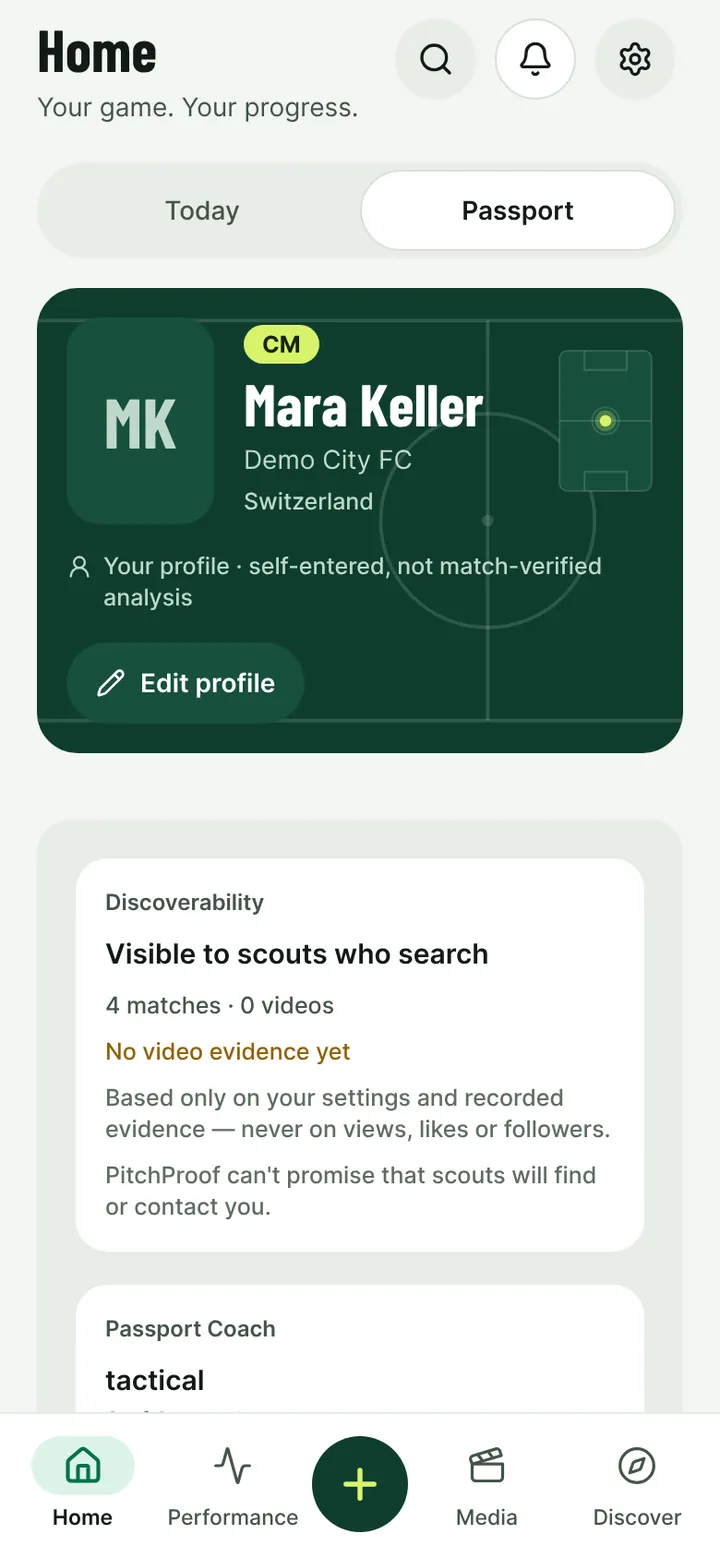 Home
Your game. Your progress.
Today
Passport
MK
CM
Mara Keller
Demo City FC
Switzerland
Your profile · self-entered, not match-verified
analysis
Edit profile
Discoverability
Visible to scouts who search
4 matches · 0 videos
No video evidence yet
Based only on your settings and recorded
evidence — never on views, likes or followers.
PitchProof can't promise that scouts will find
or contact you.
Passport Coach
tactical
Home
Performance
Media
Discover